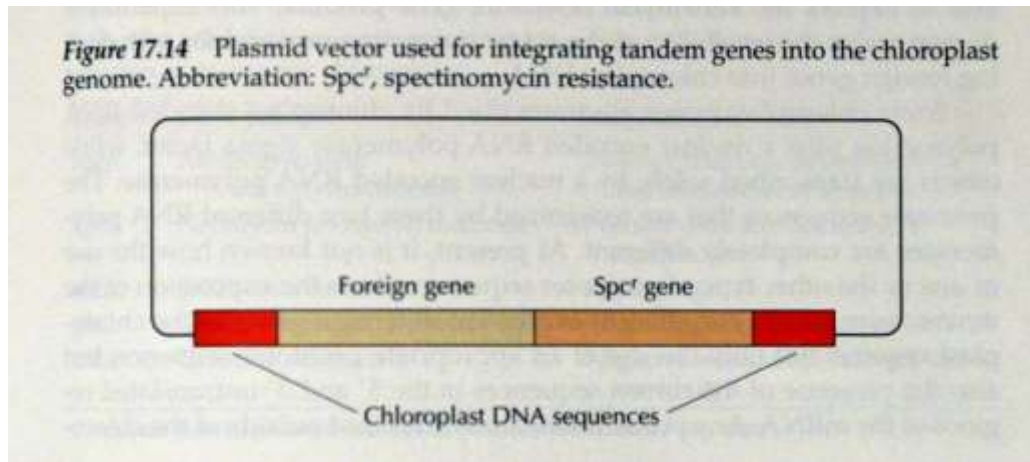 Figure 17.14 Plasmid vector used for integrating tandem genes into the chloroplast
genome. Abbreviation: Spcʳ, spectinomycin resistance.
Foreign gene Spcʳ gene
Chloroplast DNA sequences